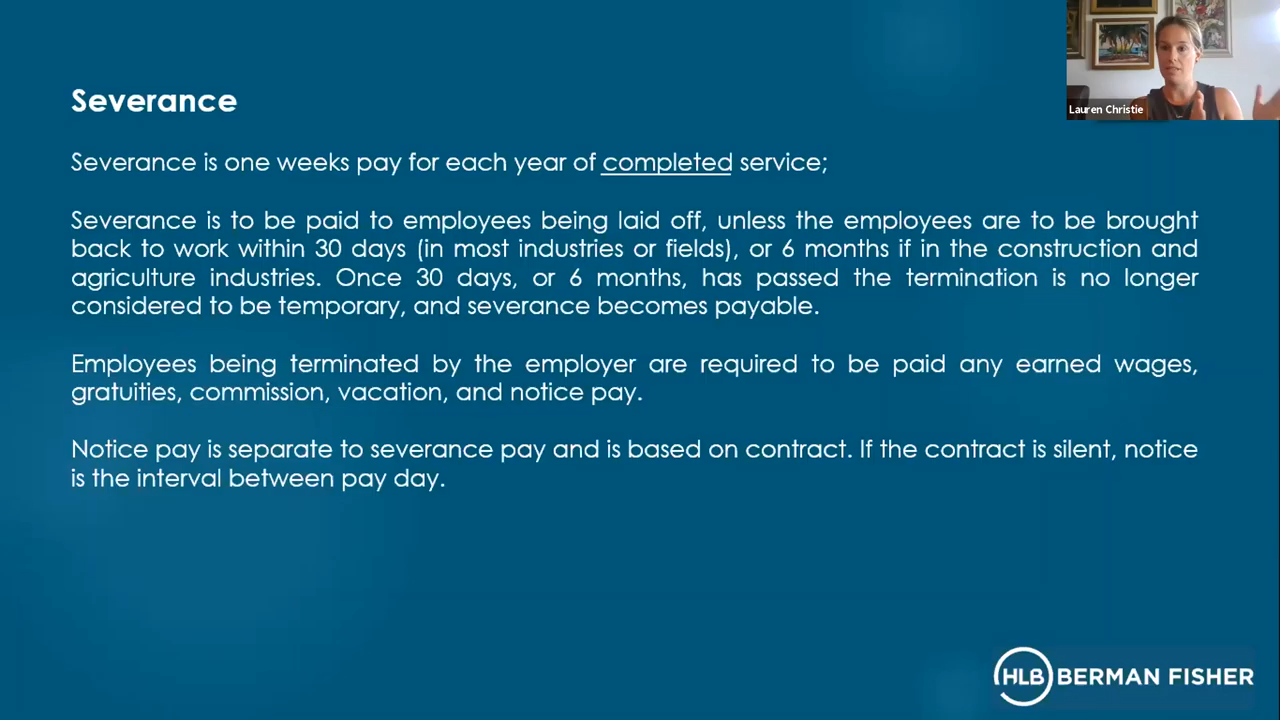 Lauren Christie
Severance
Severance is one weeks pay for each year of completed service;
Severance is to be paid to employees being laid off, unless the employees are to be brought
back to work within 30 days (in most industries or fields), or 6 months if in the construction and
agriculture industries. Once 30 days, or 6 months, has passed the termination is no longer
considered to be temporary, and severance becomes payable.
Employees being terminated by the employer are required to be paid any earned wages,
gratuities, commission, vacation, and notice pay.
Notice pay is separate to severance pay and is based on contract. If the contract is silent, notice
is the interval between pay day.
HLB BERMAN FISHER